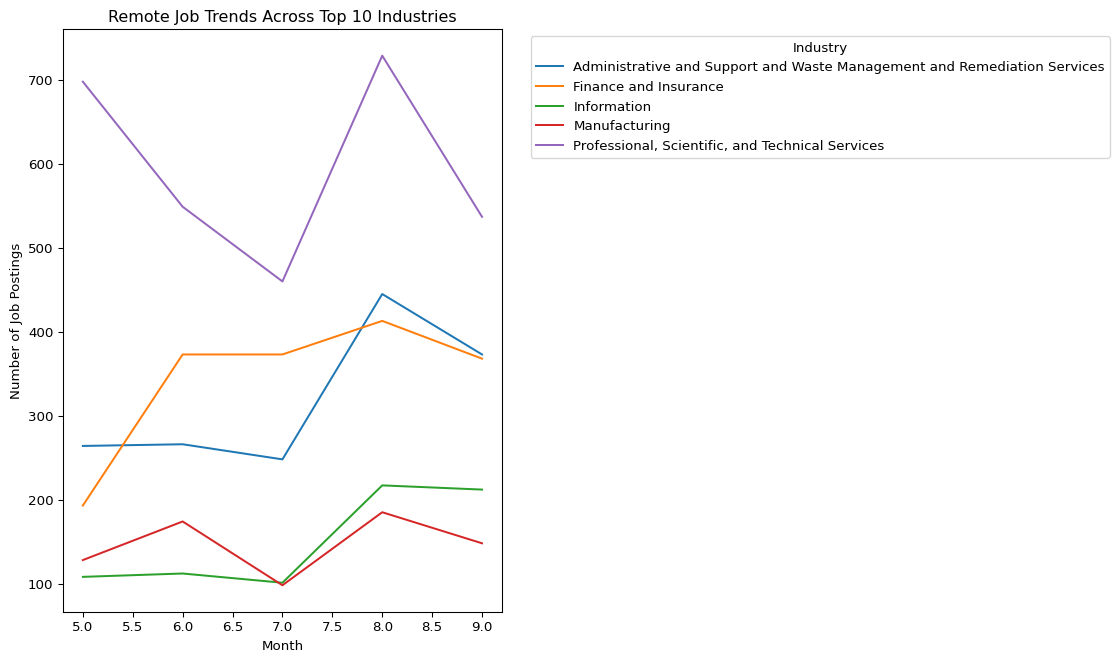 Remote Job Trends Across Top 10 Industries
Number of Job Postings
700
600
500
400
300
200
100
5.0 5.5 6.0 6.5 7.0 7.5 8.0 8.5 9.0
Month
Industry
Administrative and Support and Waste Management and Remediation Services
Finance and Insurance
Information
Manufacturing
Professional, Scientific, and Technical Services